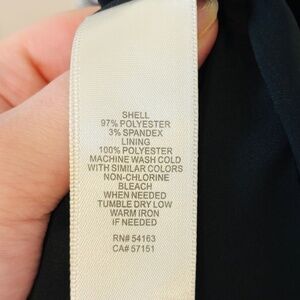 SHELL
97% POLYESTER
3% SPANDEX
LINING
100% POLYESTER
MACHINE WASH COLD
WITH SIMILAR COLORS
NON-CHLORINE
BLEACH
WHEN NEEDED
TUMBLE DRY LOW
WARM IRON
IF NEEDED
RN# 54163
CA# 57151